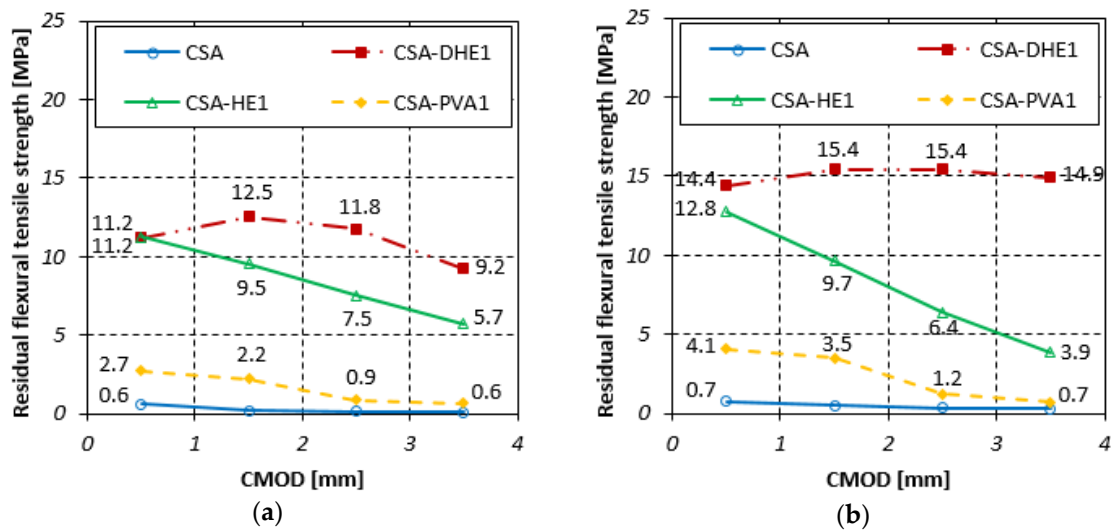 Residual flexural tensile strength [MPa]
25
20
15
10
5
0
CSA
CSA-DHE1
CSA-HE1
CSA-PVA1
12.5
11.8
11.2
11.2
9.2
9.5
7.5
5.7
2.7
2.2
0.9
0.6
0.6
0 1 2 3 4
CMOD [mm]
(a)
Residual flexural tensile strength [MPa]
25
20
15
10
5
0
CSA
CSA-DHE1
CSA-HE1
CSA-PVA1
14.4
15.4
15.4
14.9
12.8
9.7
6.4
3.9
4.1
3.5
1.2
0.7
0.7
0 1 2 3 4
CMOD [mm]
(b)